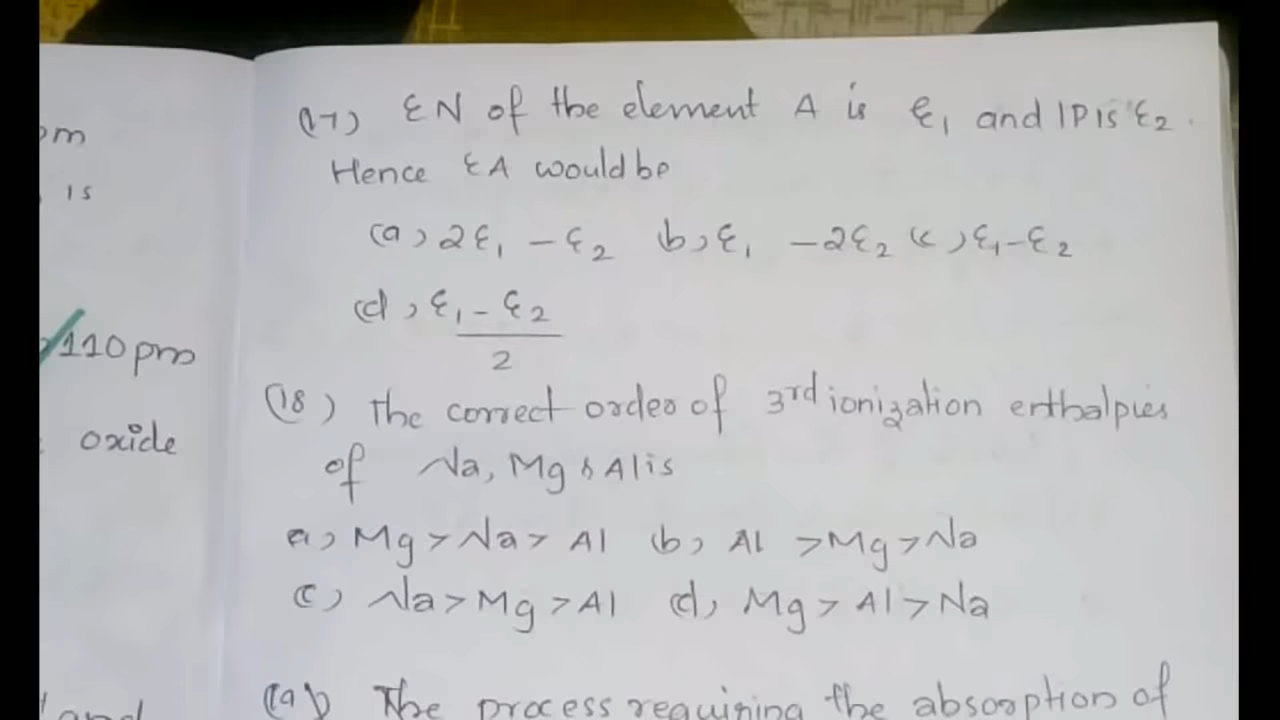 pm
is
110pm
oxide
and
(17) EN of the element A is ε₁ and IP is ε₂.
Hence EA would be
(a) 2ε₁ - ε₂ (b) ε₁ - 2ε₂ (c) ε₁ - ε₂
(d) ε₁ - ε₂
2
(18) The correct order of 3rd ionization enthalpies
of Na, Mg & Al is
a) Mg > Na > Al (b) Al > Mg > Na
(c) Na > Mg > Al (d) Mg > Al > Na
(19) The process requiring the absorption of